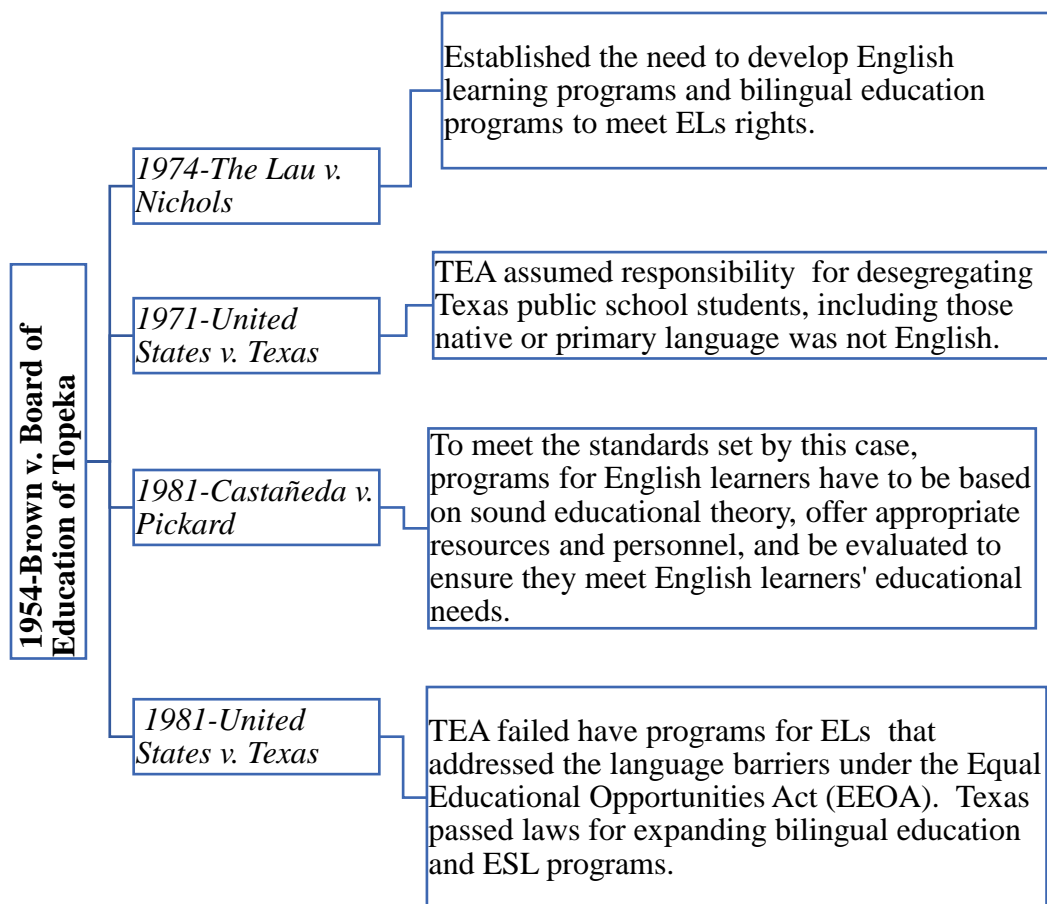 1954-Brown v. Board of
Education of Topeka
1974-The Lau v.
Nichols
Established the need to develop English
learning programs and bilingual education
programs to meet ELs rights.
1971-United
States v. Texas
TEA assumed responsibility  for desegregating
Texas public school students, including those
native or primary language was not English.
1981-Castañeda v.
Pickard
To meet the standards set by this case,
programs for English learners have to be based
on sound educational theory, offer appropriate
resources and personnel, and be evaluated to
ensure they meet English learners' educational
needs.
1981-United
States v. Texas
TEA failed have programs for ELs  that
addressed the language barriers under the Equal
Educational Opportunities Act (EEOA).  Texas
passed laws for expanding bilingual education
and ESL programs.